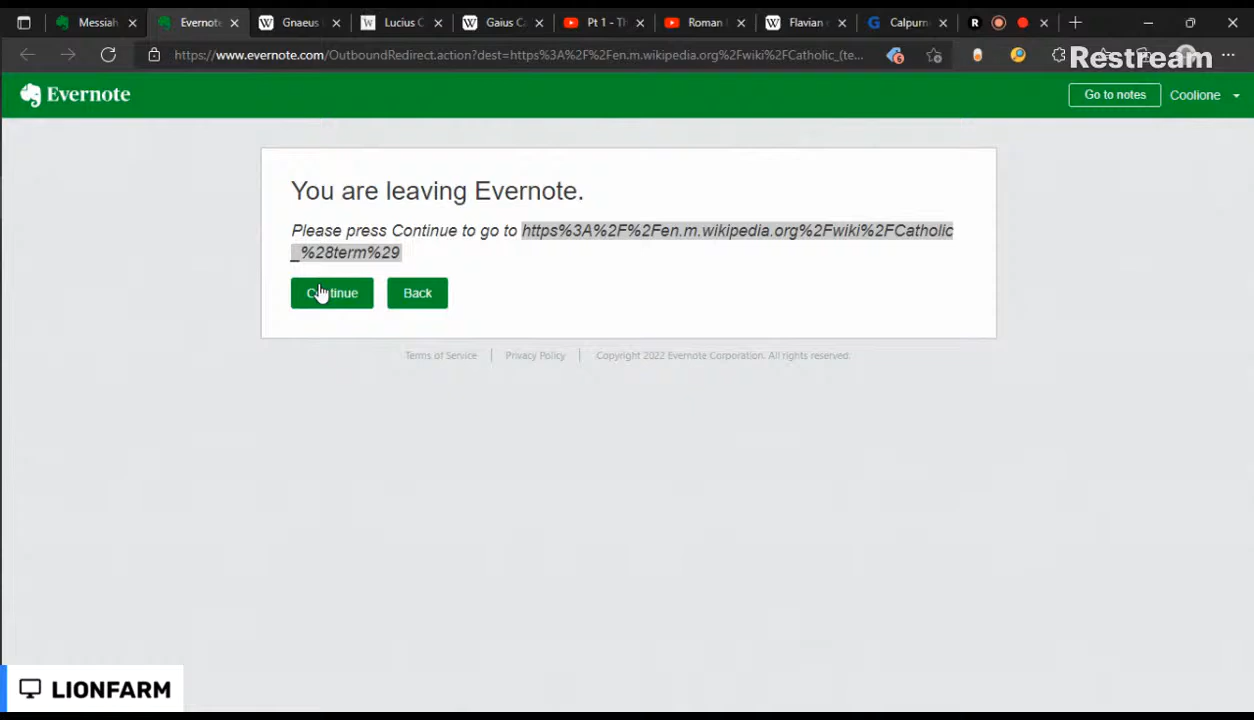 Messiah
Evernote
Gnaeus
Lucius C
Gaius Ca
Pt 1 - Th
Roman
Flavian
Calpurn
R
https://www.evernote.com/OutboundRedirect.action?dest=https%3A%2F%2Fen.m.wikipedia.org%2Fwiki%2FCatholic_(te...
Restream
Evernote
Go to notes
Coolione
You are leaving Evernote.
Please press Continue to go to https%3A%2F%2Fen.m.wikipedia.org%2Fwiki%2FCatholic
_%28term%29
Continue
Back
Terms of Service
Privacy Policy
Copyright 2022 Evernote Corporation. All rights reserved.
LIONFARM